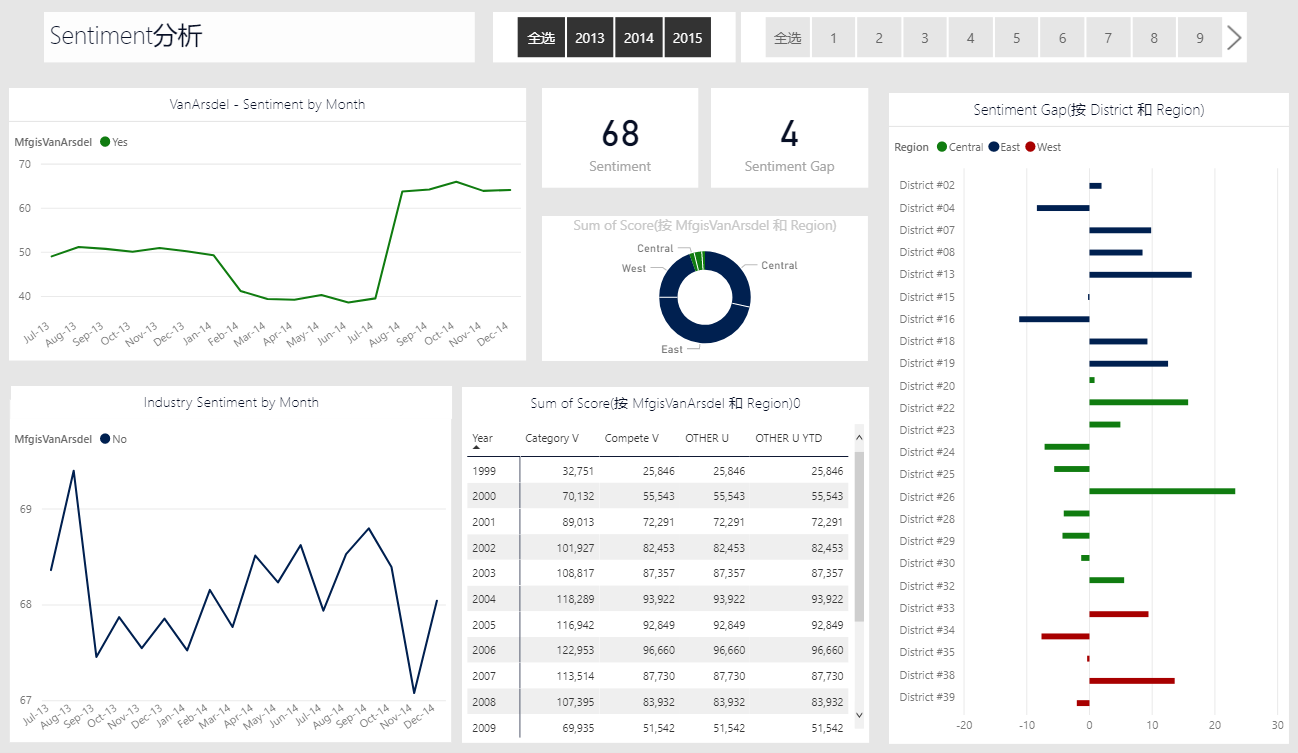 Sentiment分析
全选 2013 2014 2015
全选 1 2 3 4 5 6 7 8 9
VanArsdel - Sentiment by Month
MfgisVanArsdel Yes
70
60
50
40
Jul-13 Aug-13 Sep-13 Oct-13 Nov-13 Dec-13 Jan-14 Feb-14 Mar-14 Apr-14 May-14 Jun-14 Jul-14 Aug-14 Sep-14 Oct-14 Nov-14 Dec-14
68
Sentiment
4
Sentiment Gap
Sum of Score(按 MfgisVanArsdel 和 Region)
Central
West
Central
East
Sentiment Gap(按 District 和 Region)
Region Central East West
District #02
District #04
District #07
District #08
District #13
District #15
District #16
District #18
District #19
District #20
District #22
District #23
District #24
District #25
District #26
District #28
District #29
District #30
District #32
District #33
District #34
District #35
District #38
District #39
-20 -10 0 10 20 30
Industry Sentiment by Month
MfgisVanArsdel No
69
68
67
Jul-13 Aug-13 Sep-13 Oct-13 Nov-13 Dec-13 Jan-14 Feb-14 Mar-14 Apr-14 May-14 Jun-14 Jul-14 Aug-14 Sep-14 Oct-14 Nov-14 Dec-14
Sum of Score(按 MfgisVanArsdel 和 Region)0
Year Category V Compete V OTHER U OTHER U YTD
1999 32,751 25,846 25,846 25,846
2000 70,132 55,543 55,543 55,543
2001 89,013 72,291 72,291 72,291
2002 101,927 82,453 82,453 82,453
2003 108,817 87,357 87,357 87,357
2004 118,289 93,922 93,922 93,922
2005 116,942 92,849 92,849 92,849
2006 122,953 96,660 96,660 96,660
2007 113,514 87,730 87,730 87,730
2008 107,395 83,932 83,932 83,932
2009 69,935 51,542 51,542 51,542